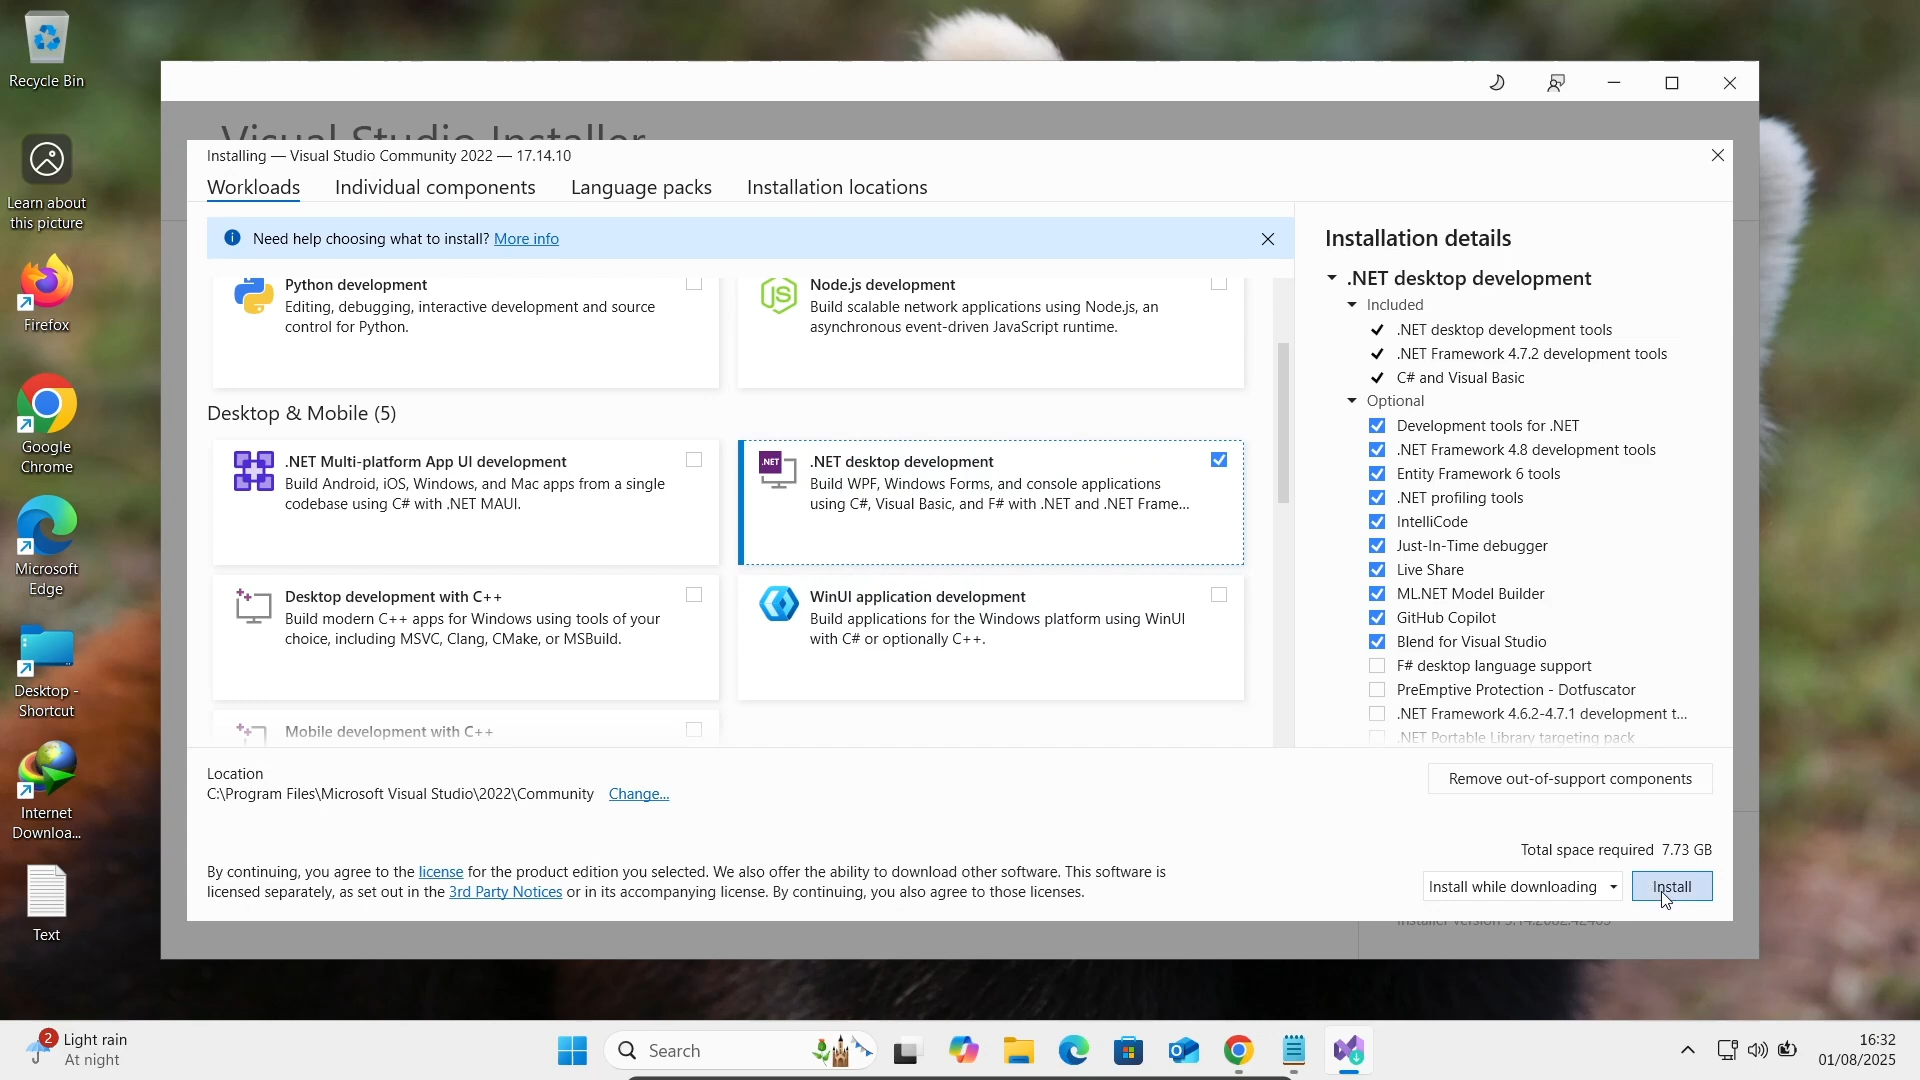 Recycle Bin
Learn about
this picture
Firefox
Google
Chrome
Microsoft
Edge
Desktop -
Shortcut
Internet
Downloa...
Text
Visual Studio Installer
Installing — Visual Studio Community 2022 — 17.14.10
Workloads
Individual components
Language packs
Installation locations
Need help choosing what to install? More info
Python development
Editing, debugging, interactive development and source
control for Python.
Node.js development
Build scalable network applications using Node.js, an
asynchronous event-driven JavaScript runtime.
Desktop & Mobile (5)
.NET Multi-platform App UI development
Build Android, iOS, Windows, and Mac apps from a single
codebase using C# with .NET MAUI.
.NET
.NET desktop development
Build WPF, Windows Forms, and console applications
using C#, Visual Basic, and F# with .NET and .NET Frame...
Desktop development with C++
Build modern C++ apps for Windows using tools of your
choice, including MSVC, Clang, CMake, or MSBuild.
WinUI application development
Build applications for the Windows platform using WinUI
with C# or optionally C++.
Mobile development with C++
Installation details
.NET desktop development
Included
.NET desktop development tools
.NET Framework 4.7.2 development tools
C# and Visual Basic
Optional
Development tools for .NET
.NET Framework 4.8 development tools
Entity Framework 6 tools
.NET profiling tools
IntelliCode
Just-In-Time debugger
Live Share
ML.NET Model Builder
GitHub Copilot
Blend for Visual Studio
F# desktop language support
PreEmptive Protection - Dotfuscator
.NET Framework 4.6.2-4.7.1 development t...
.NET Portable Library targeting pack
Location
C:\Program Files\Microsoft Visual Studio\2022\Community Change...
Remove out-of-support components
Total space required 7.73 GB
By continuing, you agree to the license for the product edition you selected. We also offer the ability to download other software. This software is
licensed separately, as set out in the 3rd Party Notices or in its accompanying license. By continuing, you also agree to those licenses.
Install while downloading
Install
2
Light rain
At night
Search
16:32
01/08/2025